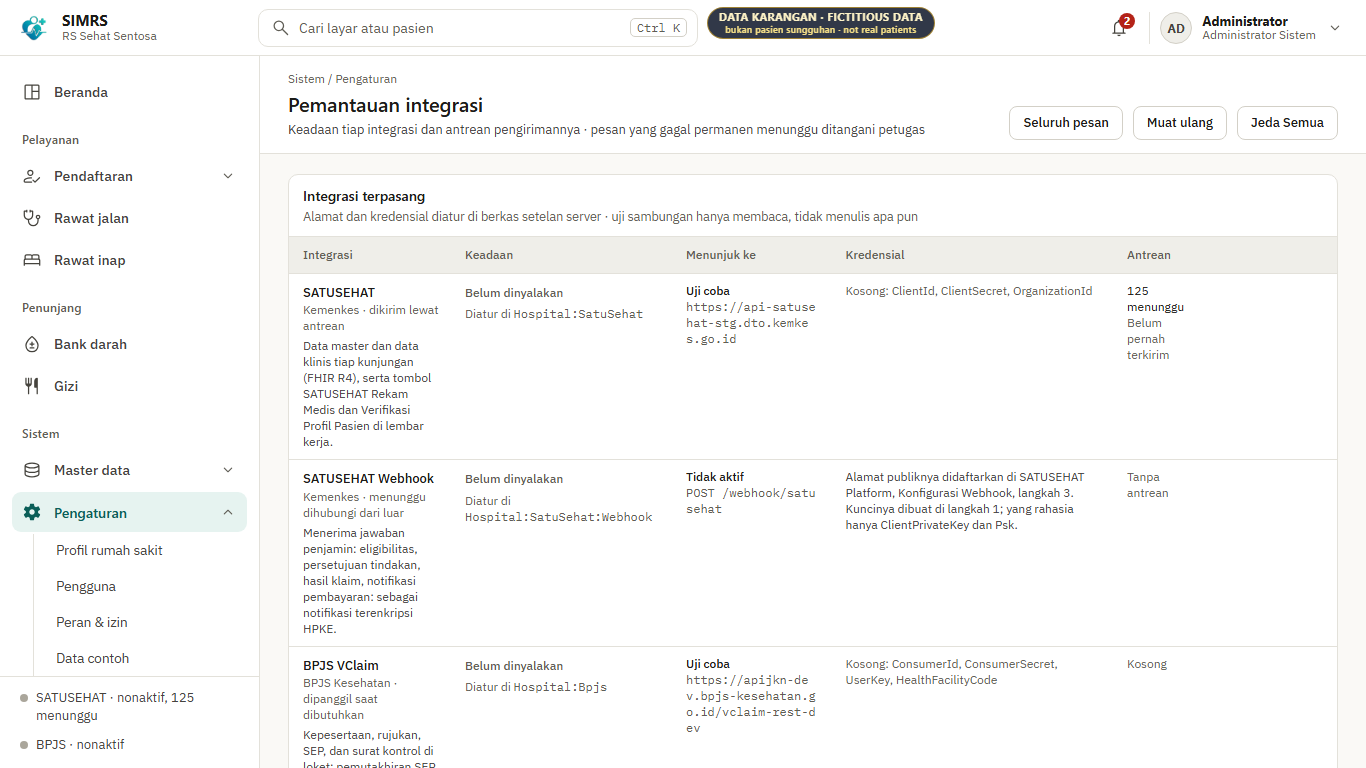 SIMRS
RS Sehat Sentosa
Cari layar atau pasien
Ctrl K
DATA KARANGAN · FICTITIOUS DATA
bukan pasien sungguhan · not real patients
2
AD
Administrator
Administrator Sistem
Beranda
Pelayanan
Pendaftaran
Rawat jalan
Rawat inap
Penunjang
Bank darah
Gizi
Sistem
Master data
Pengaturan
Profil rumah sakit
Pengguna
Peran & izin
Data contoh
SATUSEHAT · nonaktif, 125
menunggu
BPJS · nonaktif
Sistem / Pengaturan
Pemantauan integrasi
Keadaan tiap integrasi dan antrean pengirimannya · pesan yang gagal permanen menunggu ditangani petugas
Seluruh pesan
Muat ulang
Jeda Semua
Integrasi terpasang
Alamat dan kredensial diatur di berkas setelan server · uji sambungan hanya membaca, tidak menulis apa pun
Integrasi
Keadaan
Menunjuk ke
Kredensial
Antrean
SATUSEHAT
Kemenkes · dikirim lewat
antrean
Data master dan data
klinis tiap kunjungan
(FHIR R4), serta tombol
SATUSEHAT Rekam
Medis dan Verifikasi
Profil Pasien di lembar
kerja.
Belum dinyalakan
Diatur di Hospital:SatuSehat
Uji coba
https://api-satuse
hat-stg.dto.kemke
s.go.id
Kosong: ClientId, ClientSecret, OrganizationId
125
menunggu
Belum
pernah
terkirim
SATUSEHAT Webhook
Kemenkes · menunggu
dihubungi dari luar
Menerima jawaban
penjamin: eligibilitas,
persetujuan tindakan,
hasil klaim, notifikasi
pembayaran: sebagai
notifikasi terenkripsi
HPKE.
Belum dinyalakan
Diatur di
Hospital:SatuSehat:Webhook
Tidak aktif
POST /webhook/satu
sehat
Alamat publiknya didaftarkan di SATUSEHAT
Platform, Konfigurasi Webhook, langkah 3.
Kuncinya dibuat di langkah 1; yang rahasia
hanya ClientPrivateKey dan Psk.
Tanpa
antrean
BPJS VClaim
BPJS Kesehatan ·
dipanggil saat
dibutuhkan
Kepesertaan, rujukan,
SEP, dan surat kontrol di
loket; pemutakhiran SEP
Belum dinyalakan
Diatur di Hospital:Bpjs
Uji coba
https://apijkn-de
v.bpjs-kesehatan.g
o.id/vclaim-rest-d
ev
Kosong: ConsumerId, ConsumerSecret,
UserKey, HealthFacilityCode
Kosong